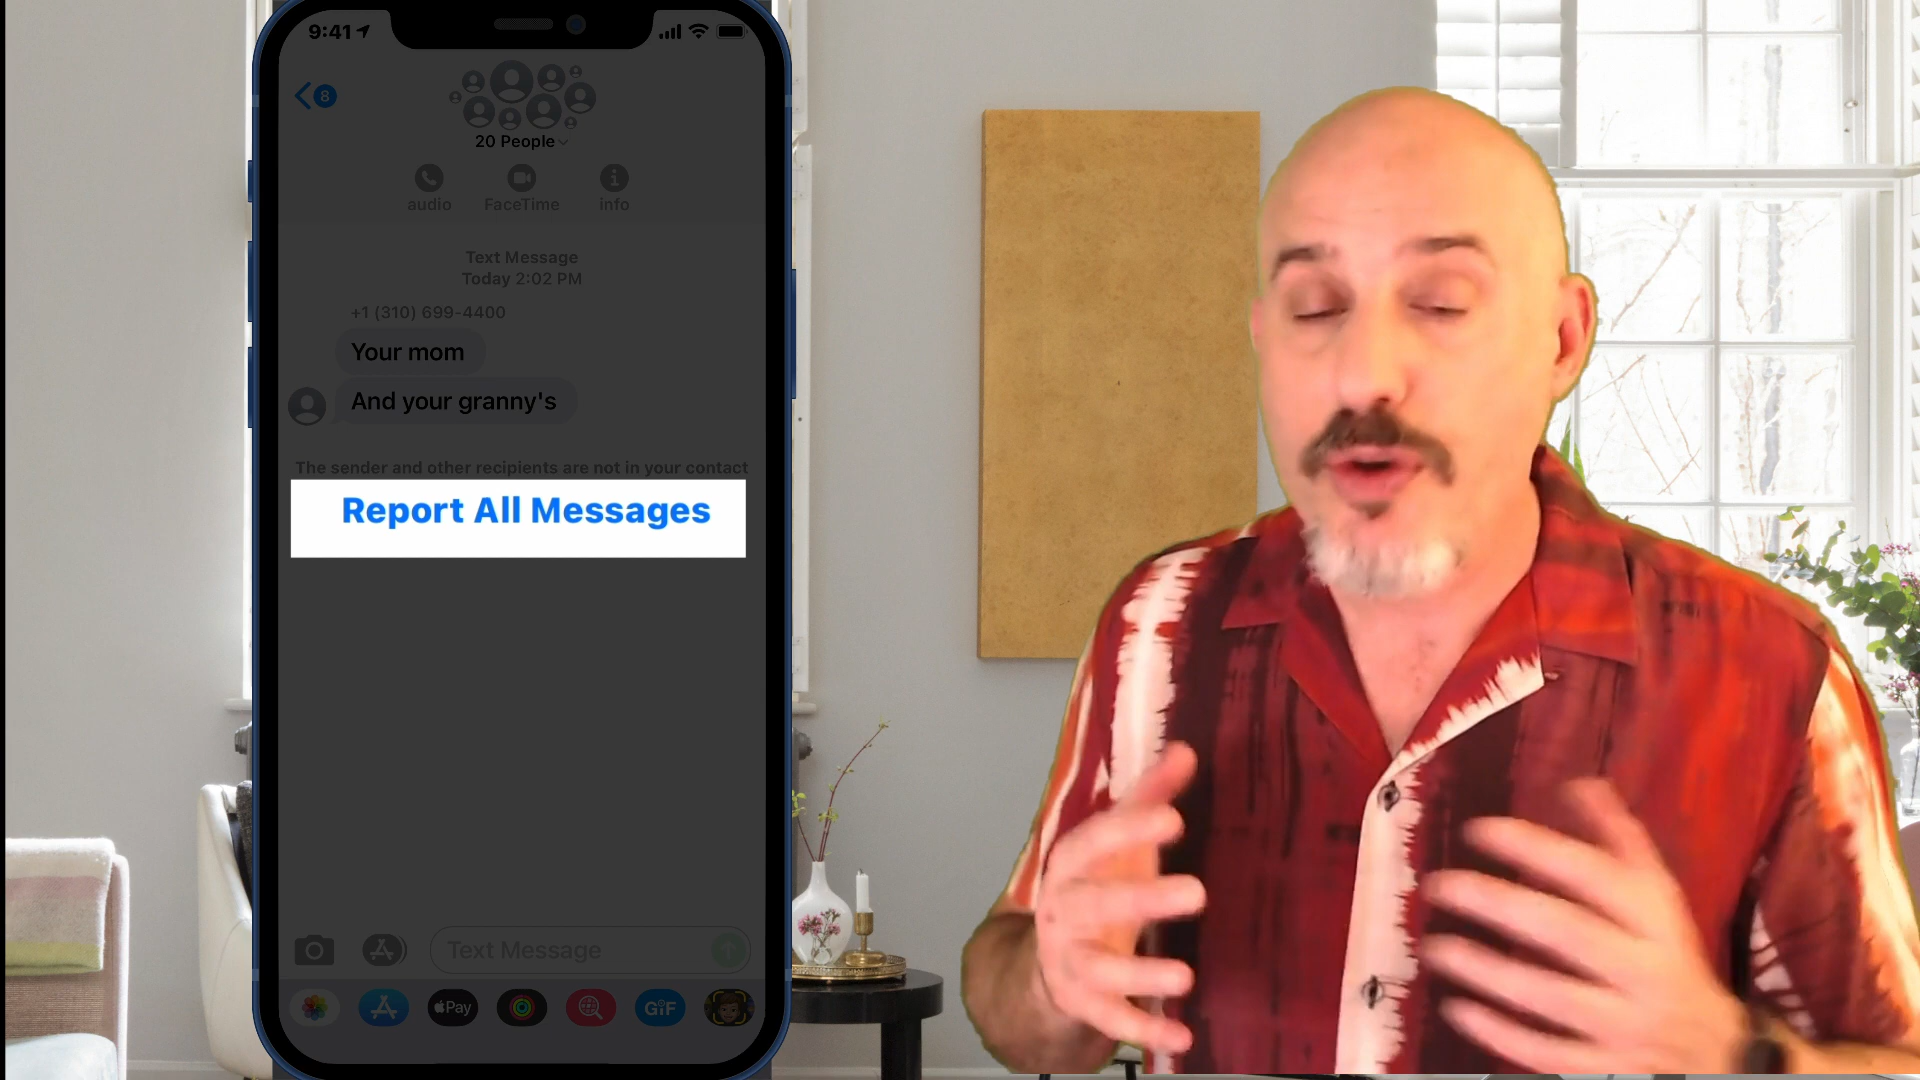 9:41
8
20 People
audio FaceTime info
Text Message
Today 2:02 PM
+1 (310) 699-4400
Your mom
And your granny's
The sender and other recipients are not in your contact
Report All Messages
Text Message
Pay GIF